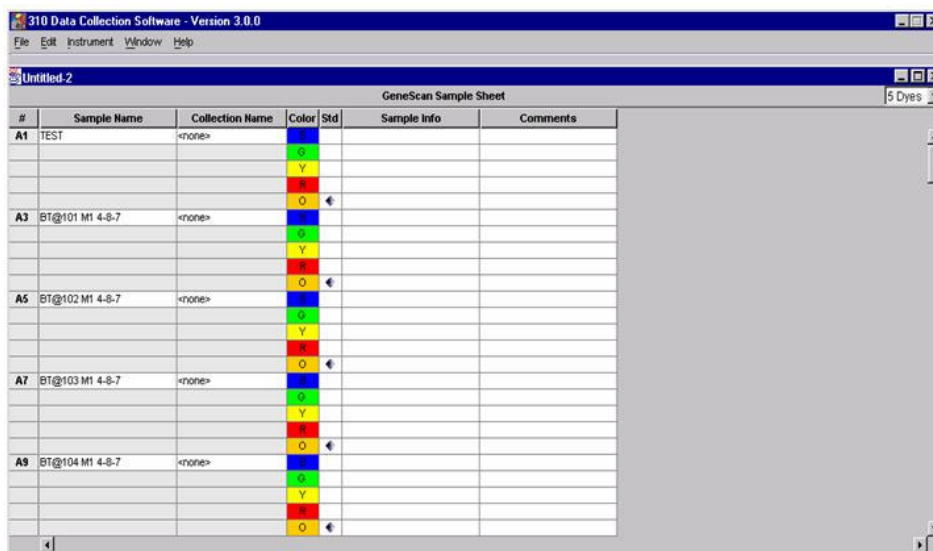 310 Data Collection Software - Version 3.0.0
File Edit Instrument Window Help
Untitled-2
GeneScan Sample Sheet
5 Dyes
# Sample Name Collection Name Color Std Sample Info Comments
A1 TEST <none> B
G
Y
R
O
A3 BT@101 M1 4-8-7 <none> B
G
Y
R
O
A5 BT@102 M1 4-8-7 <none> B
G
Y
R
O
A7 BT@103 M1 4-8-7 <none> B
G
Y
R
O
A9 BT@104 M1 4-8-7 <none> B
G
Y
R
O